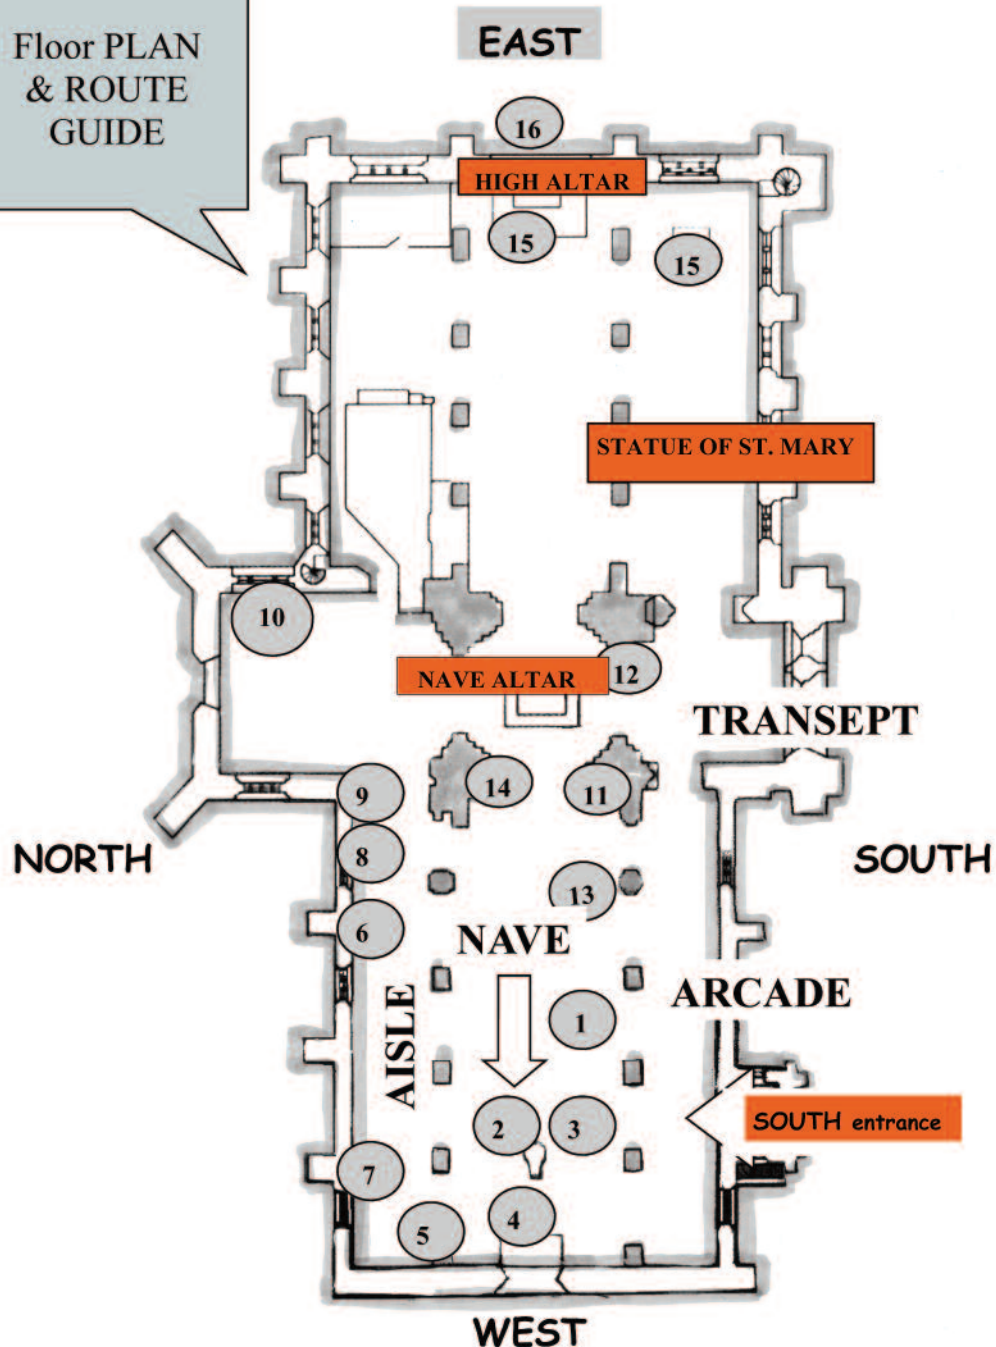 Floor PLAN
& ROUTE
GUIDE
EAST
16
HIGH ALTAR
15
15
STATUE OF ST. MARY
10
NAVE ALTAR
12
TRANSEPT
9
14
11
NORTH
8
SOUTH
13
6
NAVE
AISLE
ARCADE
1
2
3
SOUTH entrance
7
5
4
WEST